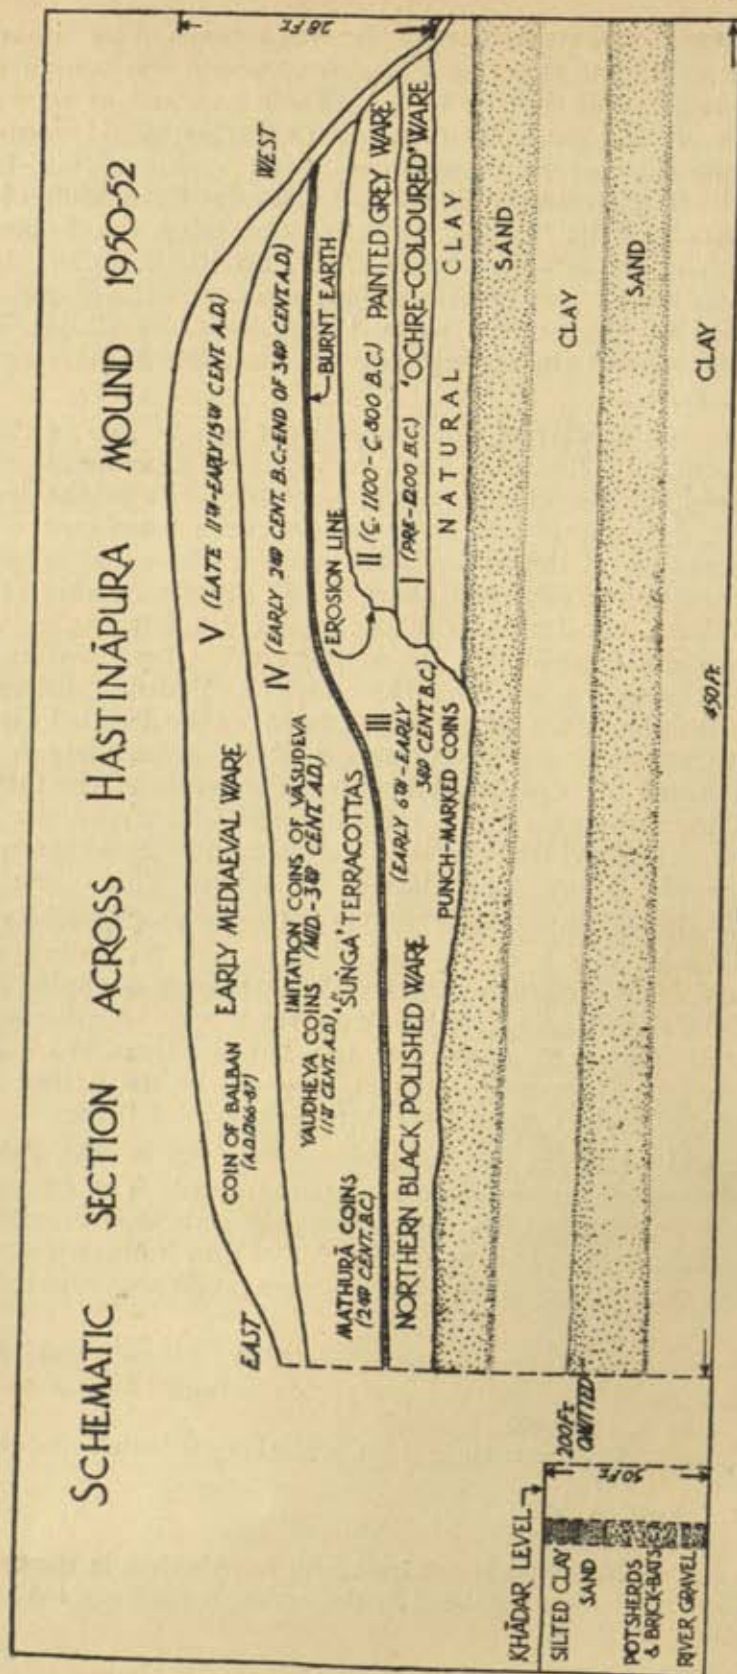 SCHEMATIC SECTION ACROSS HASTINĀPURA MOUND 1950-52
EAST
WEST
28 FT.
COIN OF BALBAN
(A.D.1266-87)
EARLY MEDIAEVAL WARE
V (LATE 11TH-EARLY 15TH CENT. A.D.)
IMITATION COINS OF VĀSUDEVA
(MID.-3RD CENT. A.D.)
YAUDHEYA COINS
'ŚUṄGA' TERRACOTTAS
IV (EARLY 2ND CENT. B.C.-END OF 3RD CENT. A.D.)
MATHURĀ COINS
(2ND CENT. B.C.)
BURNT EARTH
EROSION LINE
NORTHERN BLACK POLISHED WARE
III
(EARLY 6TH-EARLY
3RD CENT B.C.)
PUNCH-MARKED COINS
II (C. 1100-C. 800 B.C.) PAINTED GREY WARE
I (PRE-1200 B.C.) 'OCHRE-COLOURED' WARE
NATURAL CLAY
SAND
CLAY
SAND
CLAY
450 FT.
200 FT.
OMITTED
KHĀDAR LEVEL
SILTED CLAY
SAND
POTSHERDS
& BRICK-BATS
RIVER GRAVEL